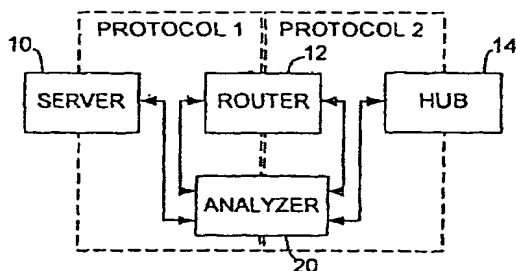 PROTOCOL 1
PROTOCOL 2
10
12
14
SERVER
ROUTER
HUB
ANALYZER
20